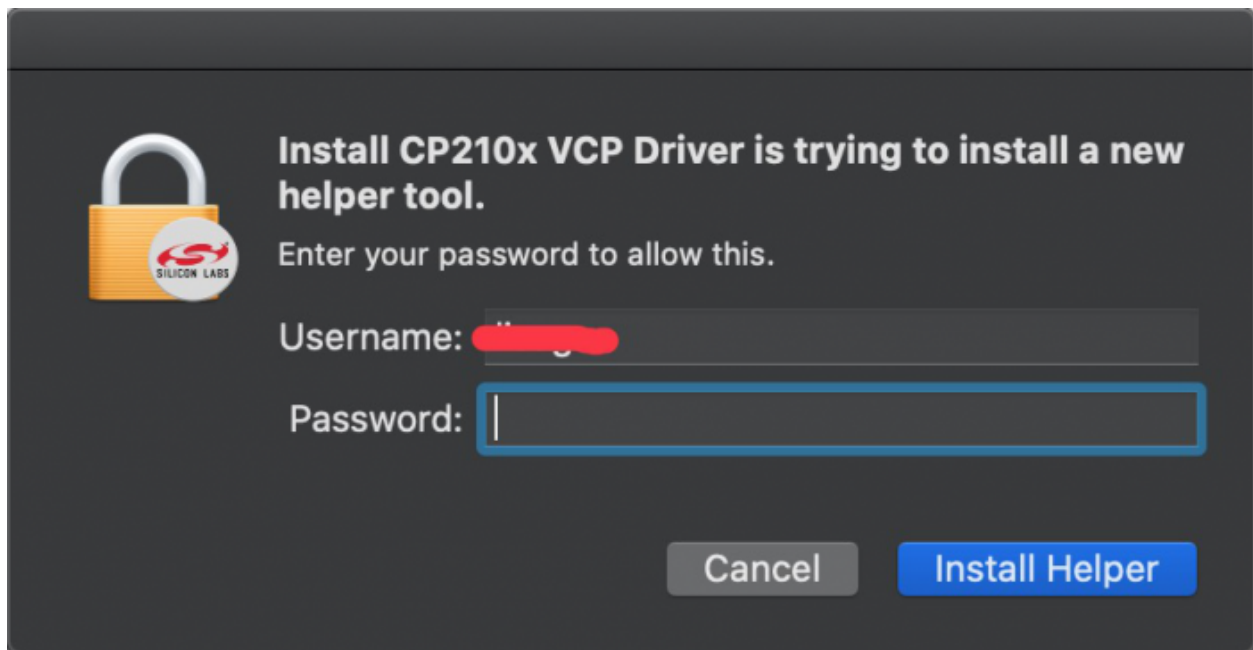 Install CP210x VCP Driver is trying to install a new
helper tool.
SILICON LABS
Enter your password to allow this.
Username:
Password:
Cancel
Install Helper